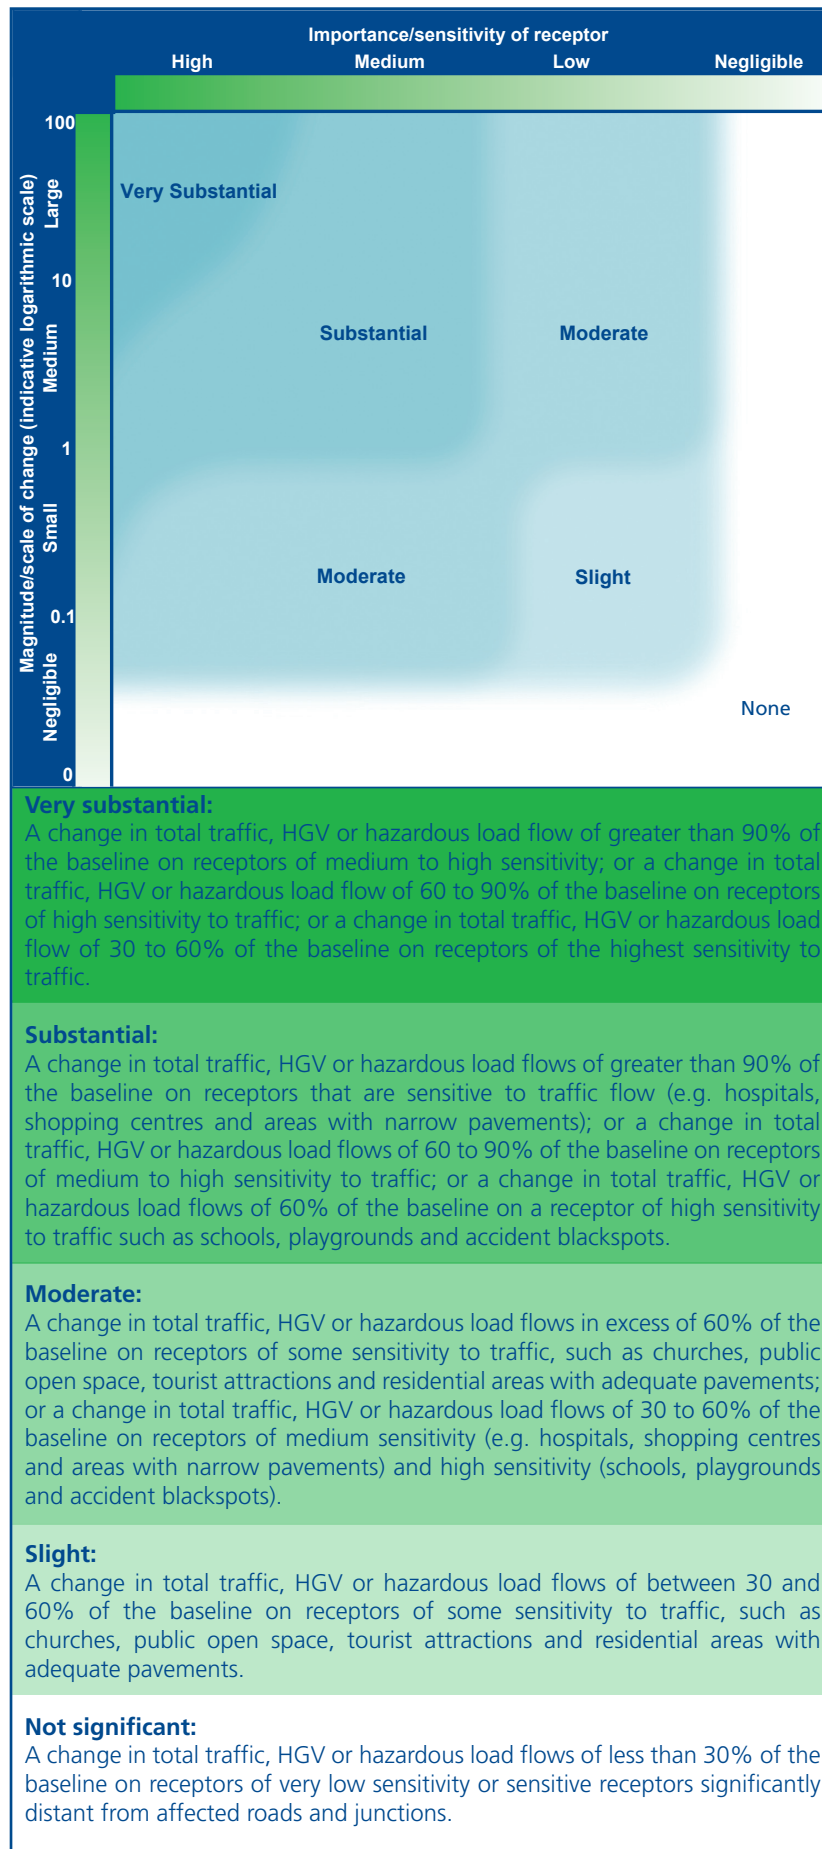 Importance/sensitivity of receptor
High Medium Low Negligible
Magnitude/scale of change (indicative logarithmic scale)
100
Large
10
Medium
1
Small
0.1
Negligible
0
Very Substantial
Substantial Moderate
Moderate Slight
None
Very substantial:
A change in total traffic, HGV or hazardous load flow of greater than 90% of
the baseline on receptors of medium to high sensitivity; or a change in total
traffic, HGV or hazardous load flow of 60 to 90% of the baseline on receptors
of high sensitivity to traffic; or a change in total traffic, HGV or hazardous load
flow of 30 to 60% of the baseline on receptors of the highest sensitivity to
traffic.
Substantial:
A change in total traffic, HGV or hazardous load flows of greater than 90% of
the baseline on receptors that are sensitive to traffic flow (e.g. hospitals,
shopping centres and areas with narrow pavements); or a change in total
traffic, HGV or hazardous load flows of 60 to 90% of the baseline on receptors
of medium to high sensitivity to traffic; or a change in total traffic, HGV or
hazardous load flows of 60% of the baseline on a receptor of high sensitivity
to traffic such as schools, playgrounds and accident blackspots.
Moderate:
A change in total traffic, HGV or hazardous load flows in excess of 60% of the
baseline on receptors of some sensitivity to traffic, such as churches, public
open space, tourist attractions and residential areas with adequate pavements;
or a change in total traffic, HGV or hazardous load flows of 30 to 60% of the
baseline on receptors of medium sensitivity (e.g. hospitals, shopping centres
and areas with narrow pavements) and high sensitivity (schools, playgrounds
and accident blackspots).
Slight:
A change in total traffic, HGV or hazardous load flows of between 30 and
60% of the baseline on receptors of some sensitivity to traffic, such as
churches, public open space, tourist attractions and residential areas with
adequate pavements.
Not significant:
A change in total traffic, HGV or hazardous load flows of less than 30% of the
baseline on receptors of very low sensitivity or sensitive receptors significantly
distant from affected roads and junctions.